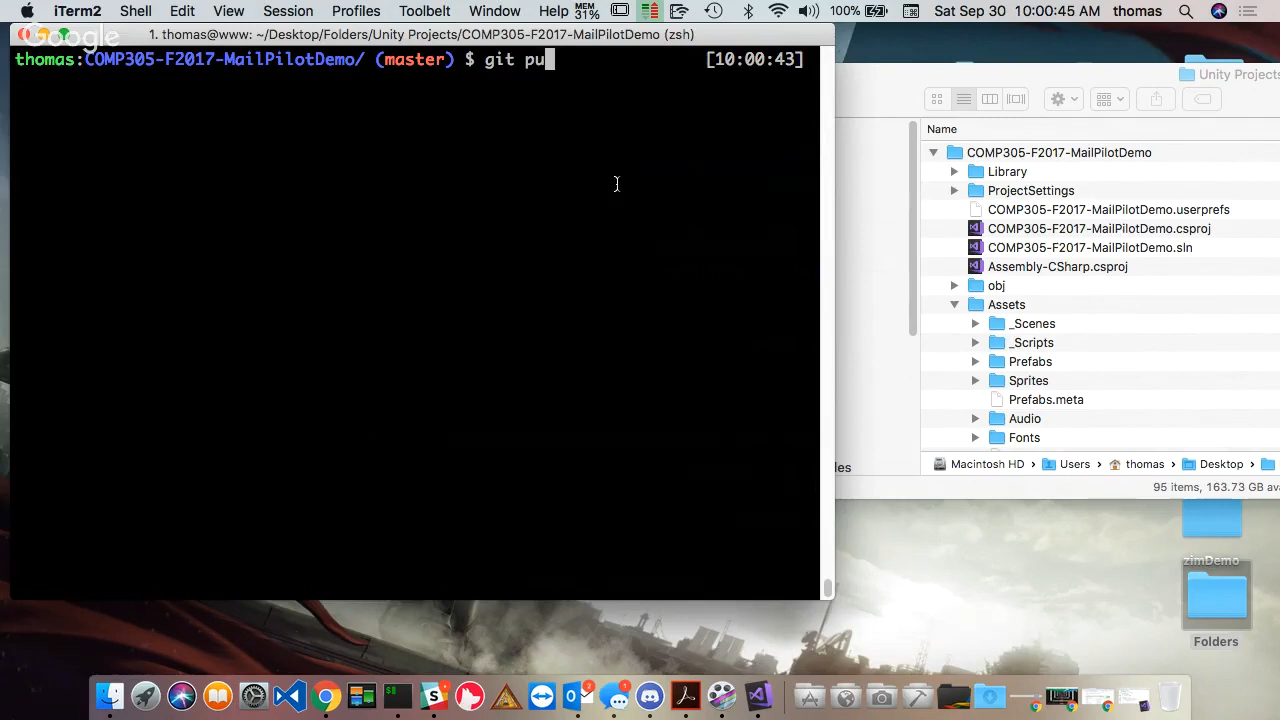 iTerm2 Shell Edit View Session Profiles Toolbelt Window Help MEM 31% 100% Sat Sep 30 10:00:45 AM thomas
Google
1. thomas@www: ~/Desktop/Folders/Unity Projects/COMP305-F2017-MailPilotDemo (zsh)
thomas:COMP305-F2017-MailPilotDemo/ (master) $ git pu [10:00:43]
Unity Projects
Name
COMP305-F2017-MailPilotDemo
Library
ProjectSettings
COMP305-F2017-MailPilotDemo.userprefs
COMP305-F2017-MailPilotDemo.csproj
COMP305-F2017-MailPilotDemo.sln
Assembly-CSharp.csproj
obj
Assets
_Scenes
_Scripts
Prefabs
Sprites
Prefabs.meta
Audio
Fonts
Macintosh HD › Users › thomas › Desktop ›
95 items, 163.73 GB ava
zimDemo
Folders